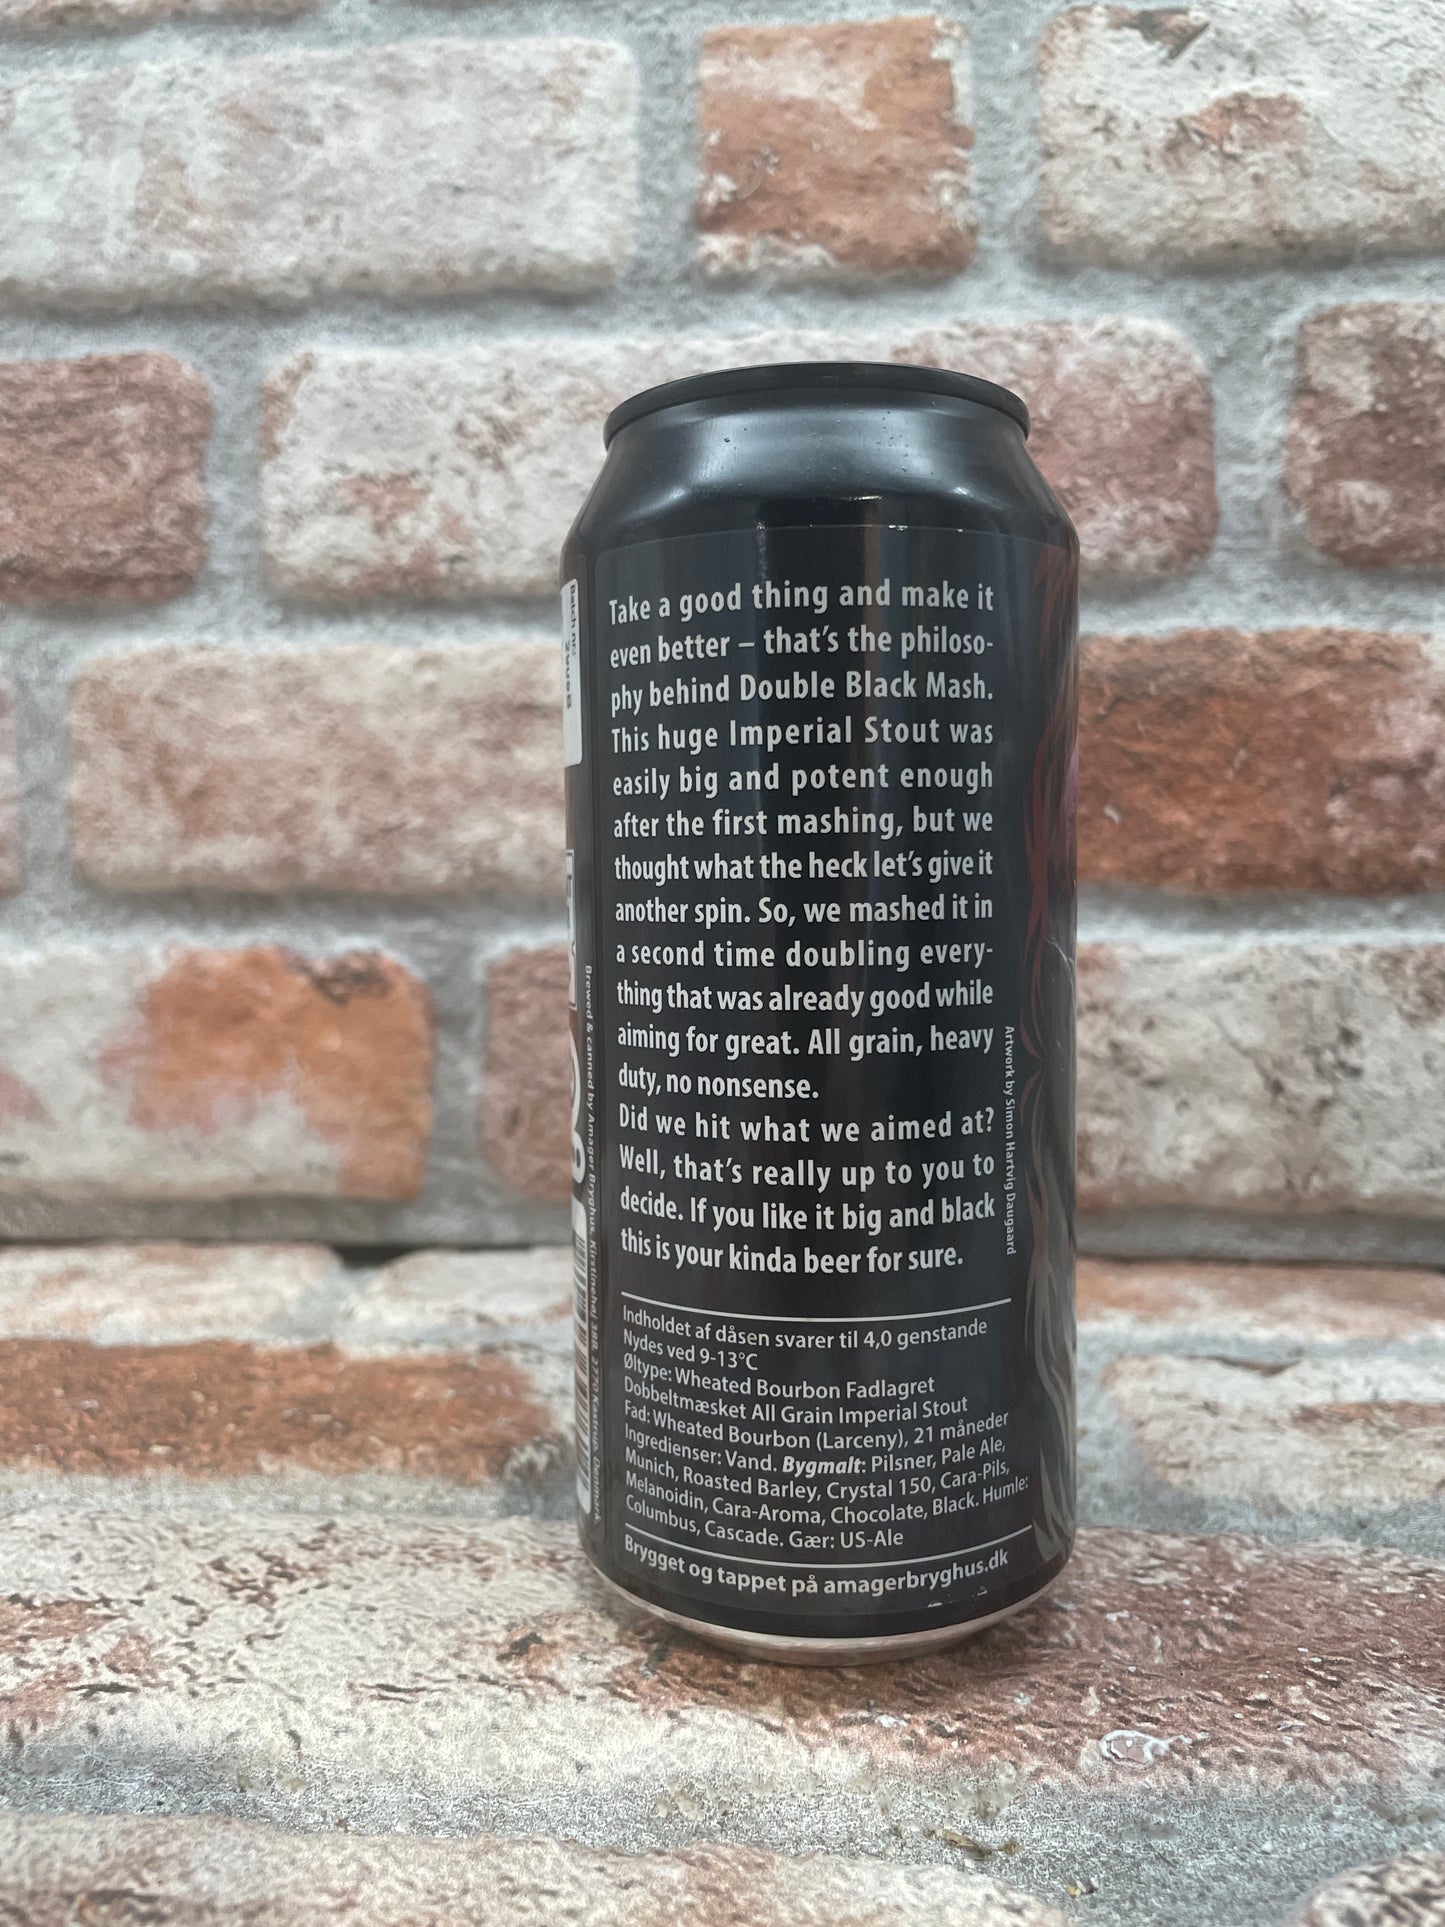 Take a good thing and make it
even better – that's the philoso-
phy behind Double Black Mash.
This huge Imperial Stout was
easily big and potent enough
after the first mashing, but we
thought what the heck let's give it
another spin. So, we mashed it in
a second time doubling every-
thing that was already good while
aiming for great. All grain, heavy
duty, no nonsense.
Did we hit what we aimed at?
Well, that's really up to you to
decide. If you like it big and black
this is your kinda beer for sure.
Indholdet af dåsen svarer til 4,0 genstande
Nydes ved 9-13°C
Øltype: Wheated Bourbon Fadlagret
Dobbeltmæsket All Grain Imperial Stout
Fad: Wheated Bourbon (Larceny), 21 måneder
Ingredienser: Vand. Bygmalt: Pilsner, Pale Ale,
Munich, Roasted Barley, Crystal 150, Cara-Pils,
Melanoidin, Cara-Aroma, Chocolate, Black. Humle:
Columbus, Cascade. Gær: US-Ale
Brygget og tappet på amagerbryghus.dk
Artwork by Simon Hartvig Daugaard
Brewed & canned by Amager Bryghus, Kirstinehøj 38B, 2770 Kastrup, Denmark
Batch nr.: